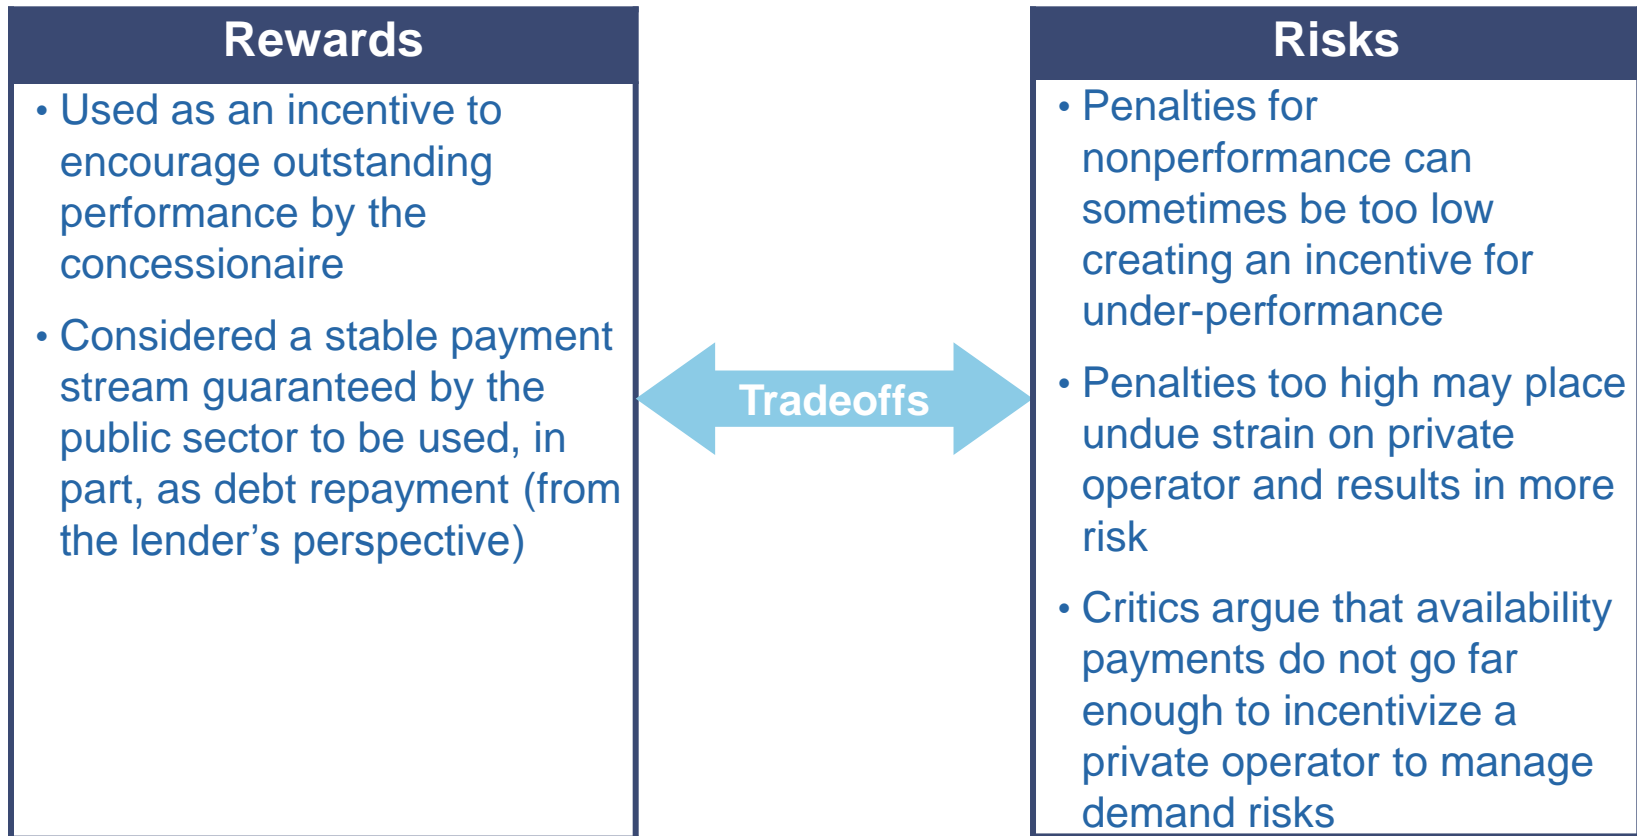 Rewards
• Used as an incentive to
encourage outstanding
performance by the
concessionaire
• Considered a stable payment
stream guaranteed by the
public sector to be used, in
part, as debt repayment (from
the lender’s perspective)
Tradeoffs
Risks
• Penalties for
nonperformance can
sometimes be too low
creating an incentive for
under-performance
• Penalties too high may place
undue strain on private
operator and results in more
risk
• Critics argue that availability
payments do not go far
enough to incentivize a
private operator to manage
demand risks